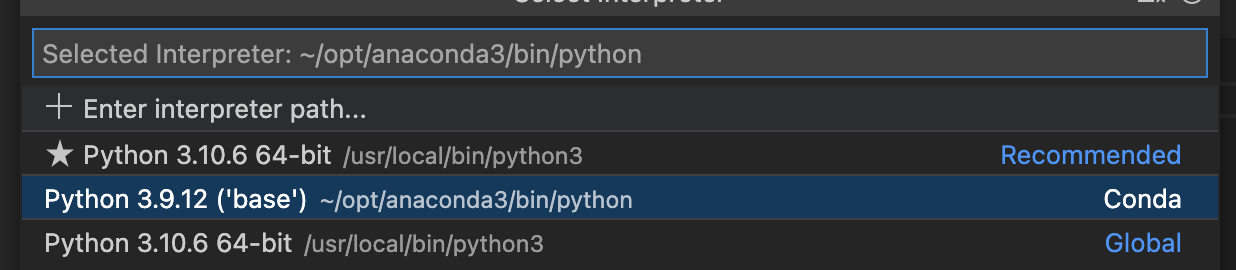 Select Interpreter
Selected Interpreter: ~/opt/anaconda3/bin/python
Enter interpreter path...
Python 3.10.6 64-bit /usr/local/bin/python3 Recommended
Python 3.9.12 ('base') ~/opt/anaconda3/bin/python Conda
Python 3.10.6 64-bit /usr/local/bin/python3 Global